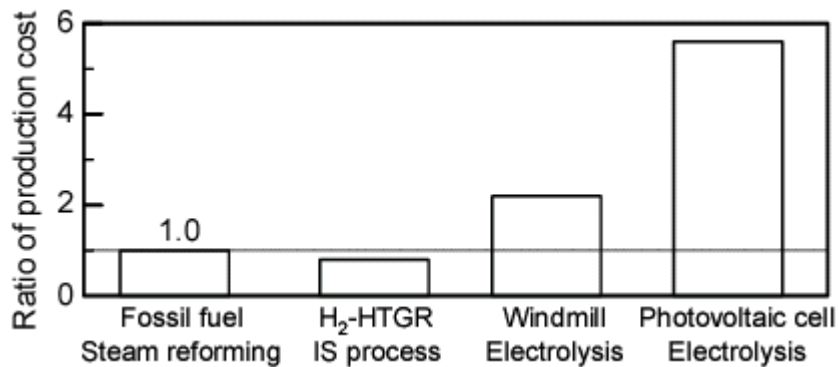 Ratio of production cost
6
4
2
0
1.0
Fossil fuel
Steam reforming
H₂-HTGR
IS process
Windmill
Electrolysis
Photovoltaic cell
Electrolysis